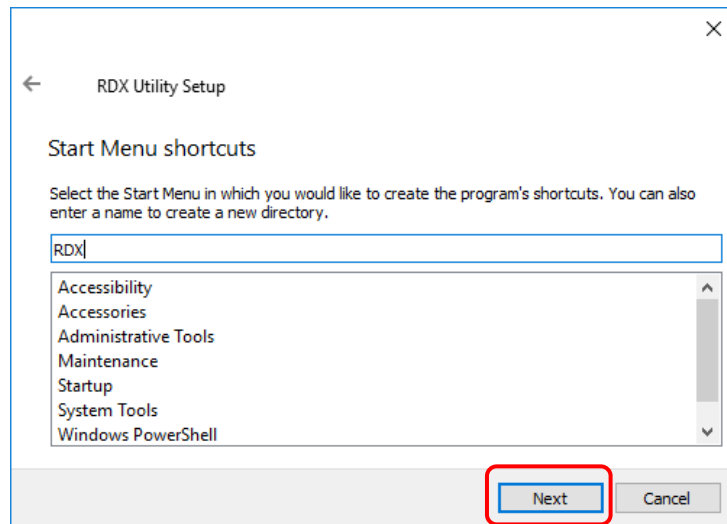 RDX Utility Setup
Start Menu shortcuts
Select the Start Menu in which you would like to create the program's shortcuts. You can also
enter a name to create a new directory.
RDX
Accessibility
Accessories
Administrative Tools
Maintenance
Startup
System Tools
Windows PowerShell
Next
Cancel